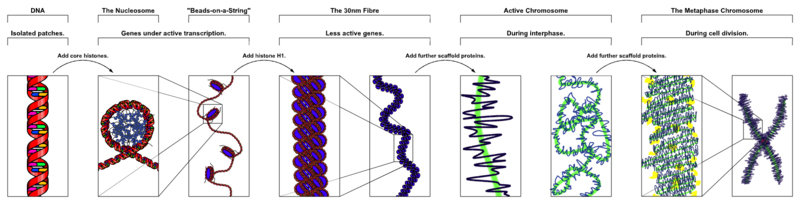 DNA
The Nucleosome
"Beads-on-a-String"
The 30nm Fibre
Active Chromosome
The Metaphase Chromosome
Isolated patches.
Genes under active transcription.
Less active genes.
During interphase.
During cell division.
Add core histones.
Add histone H1.
Add further scaffold proteins.
Add further scaffold proteins.